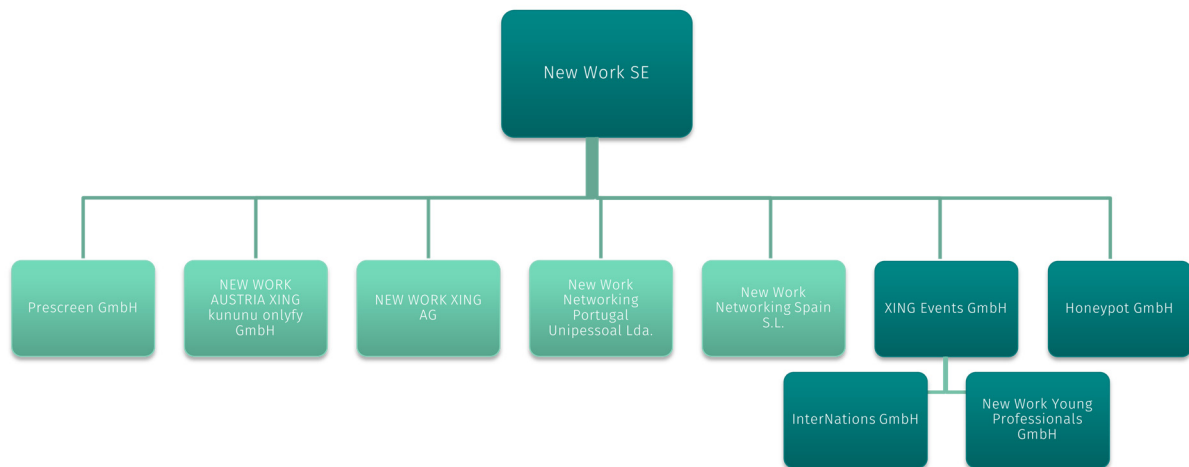 New Work SE
Prescreen GmbH
NEW WORK
AUSTRIA XING
kununu onlyfy
GmbH
NEW WORK XING
AG
New Work
Networking
Portugal
Unipessoal Lda.
New Work
Networking Spain
S.L.
XING Events GmbH
Honeypot GmbH
InterNations GmbH
New Work Young
Professionals
GmbH